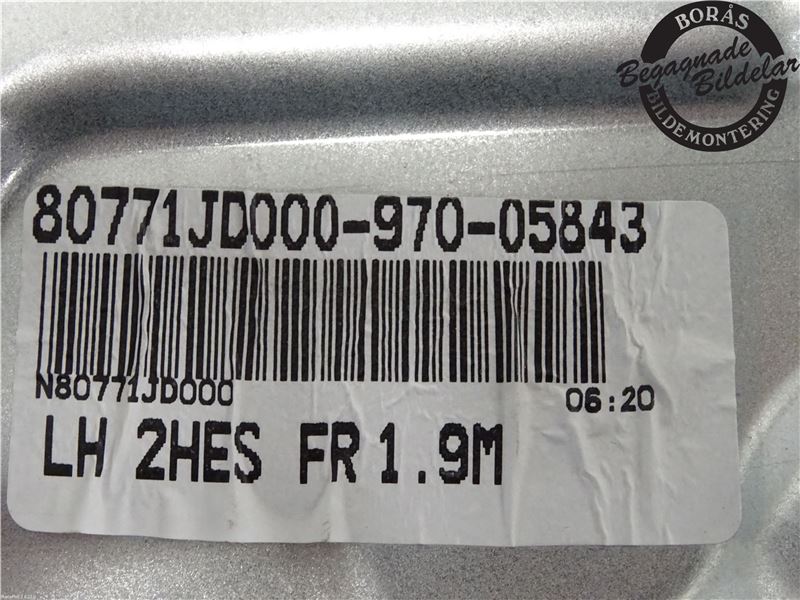 BORÅS
Begagnade
Bildelar
BILDEMONTERING
80771JD000-970-05843
N80771JD000
06:20
LH 2HES FR 1.9M